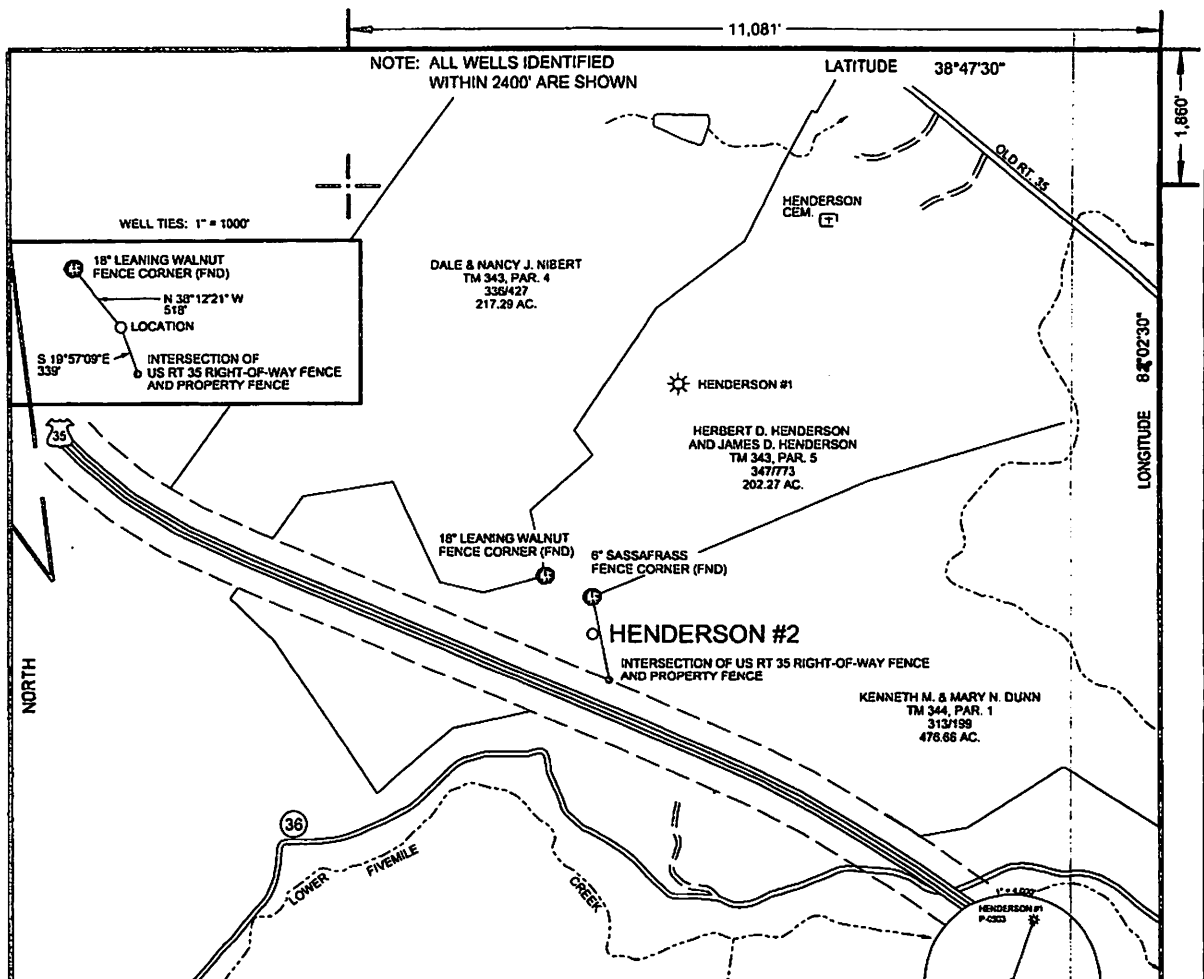 11,081'
NOTE: ALL WELLS IDENTIFIED
WITHIN 2400' ARE SHOWN
LATITUDE 38°47'30"
1,860'
OLD RT. 35
HENDERSON
CEM.
WELL TIES: 1" = 1000'
18" LEANING WALNUT
FENCE CORNER (FND)
N 38°12'21" W
518'
LOCATION
S 19°57'09" E
339'
INTERSECTION OF
US RT 35 RIGHT-OF-WAY FENCE
AND PROPERTY FENCE
DALE & NANCY J. NIBERT
TM 343, PAR. 4
336/427
217.29 AC.
LONGITUDE 82°02'30"
HENDERSON #1
35
HERBERT D. HENDERSON
AND JAMES D. HENDERSON
TM 343, PAR. 5
347/773
202.27 AC.
18" LEANING WALNUT
FENCE CORNER (FND)
6" SASSAFRASS
FENCE CORNER (FND)
HENDERSON #2
INTERSECTION OF US RT 35 RIGHT-OF-WAY FENCE
AND PROPERTY FENCE
NORTH
KENNETH M. & MARY N. DUNN
TM 344, PAR. 1
313/199
476.66 AC.
36
LOWER FIVEMILE CREEK
1" = 4,000'
HENDERSON #1